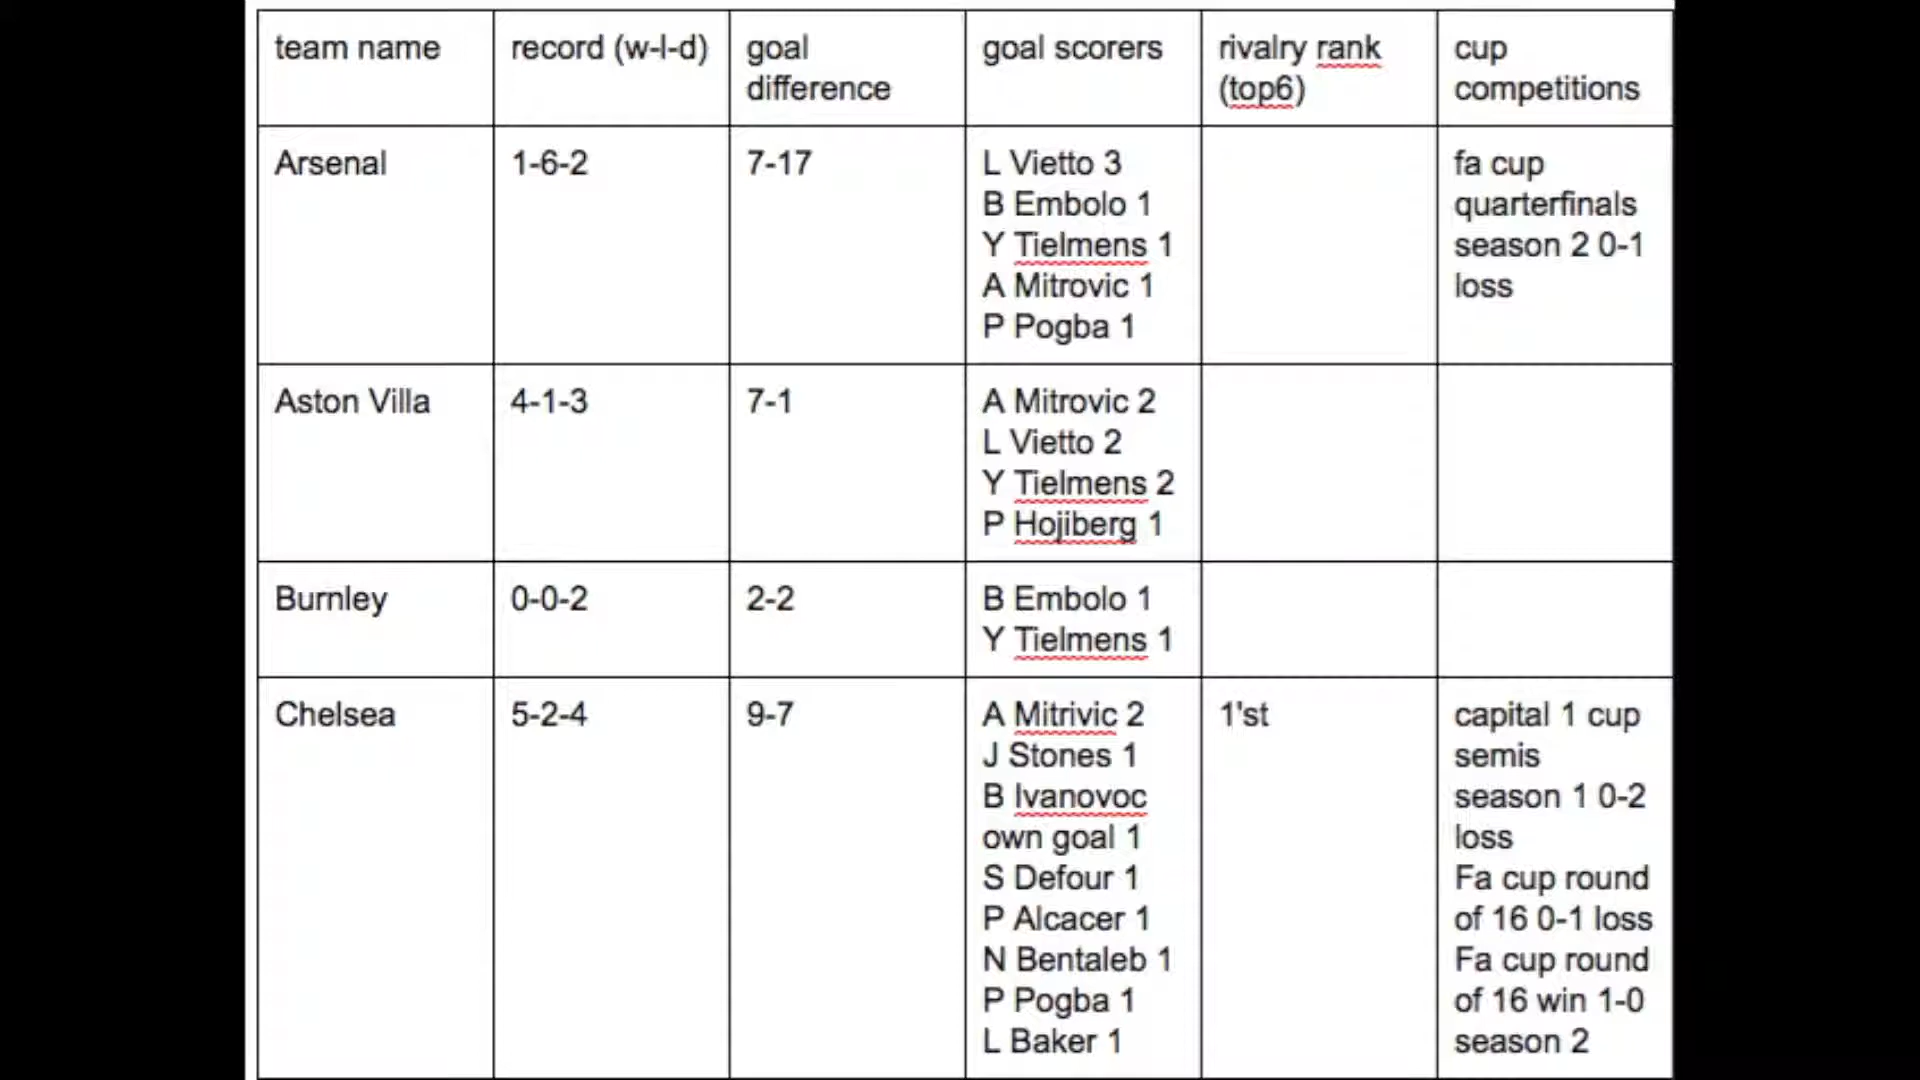 team name
record (w-l-d)
goal
difference
goal scorers
rivalry rank
(top6)
cup
competitions
Arsenal
1-6-2
7-17
L Vietto 3
B Embolo 1
Y Tielmens 1
A Mitrovic 1
P Pogba 1
fa cup
quarterfinals
season 2 0-1
loss
Aston Villa
4-1-3
7-1
A Mitrovic 2
L Vietto 2
Y Tielmens 2
P Hojiberg 1
Burnley
0-0-2
2-2
B Embolo 1
Y Tielmens 1
Chelsea
5-2-4
9-7
A Mitrivic 2
J Stones 1
B Ivanovoc
own goal 1
S Defour 1
P Alcacer 1
N Bentaleb 1
P Pogba 1
L Baker 1
1'st
capital 1 cup
semis
season 1 0-2
loss
Fa cup round
of 16 0-1 loss
Fa cup round
of 16 win 1-0
season 2